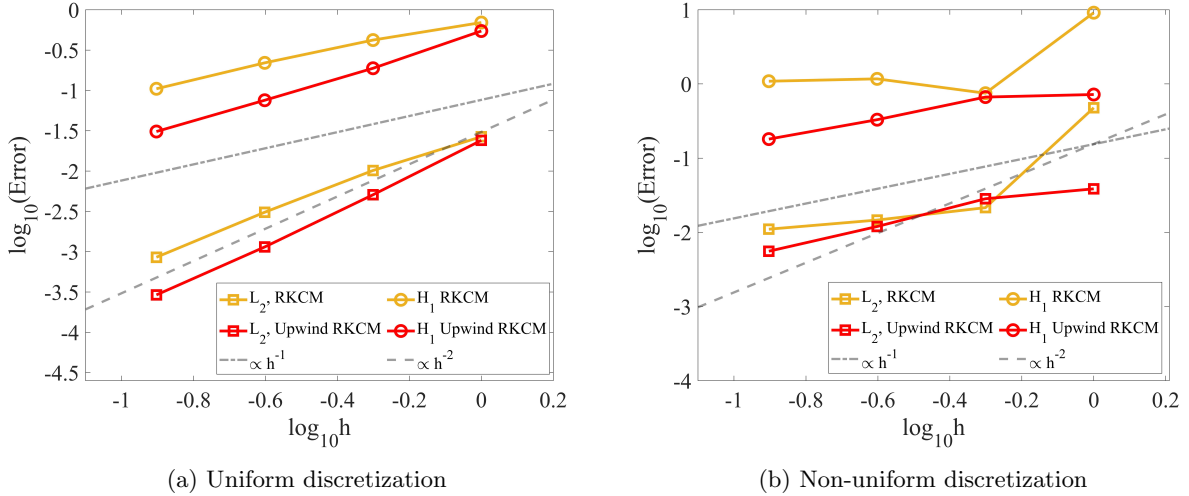 0
-0.5
-1
-1.5
-2
-2.5
-3
-3.5
-4
-4.5
log10(Error)
-1 -0.8 -0.6 -0.4 -0.2 0 0.2
log10h
L2, RKCM H1 RKCM
L2, Upwind RKCM H1 Upwind RKCM
∝ h-1 ∝ h-2
(a) Uniform discretization
1
0
-1
-2
-3
-4
log10(Error)
-1 -0.8 -0.6 -0.4 -0.2 0 0.2
log10h
L2, RKCM H1 RKCM
L2, Upwind RKCM H1 Upwind RKCM
∝ h-1 ∝ h-2
(b) Non-uniform discretization